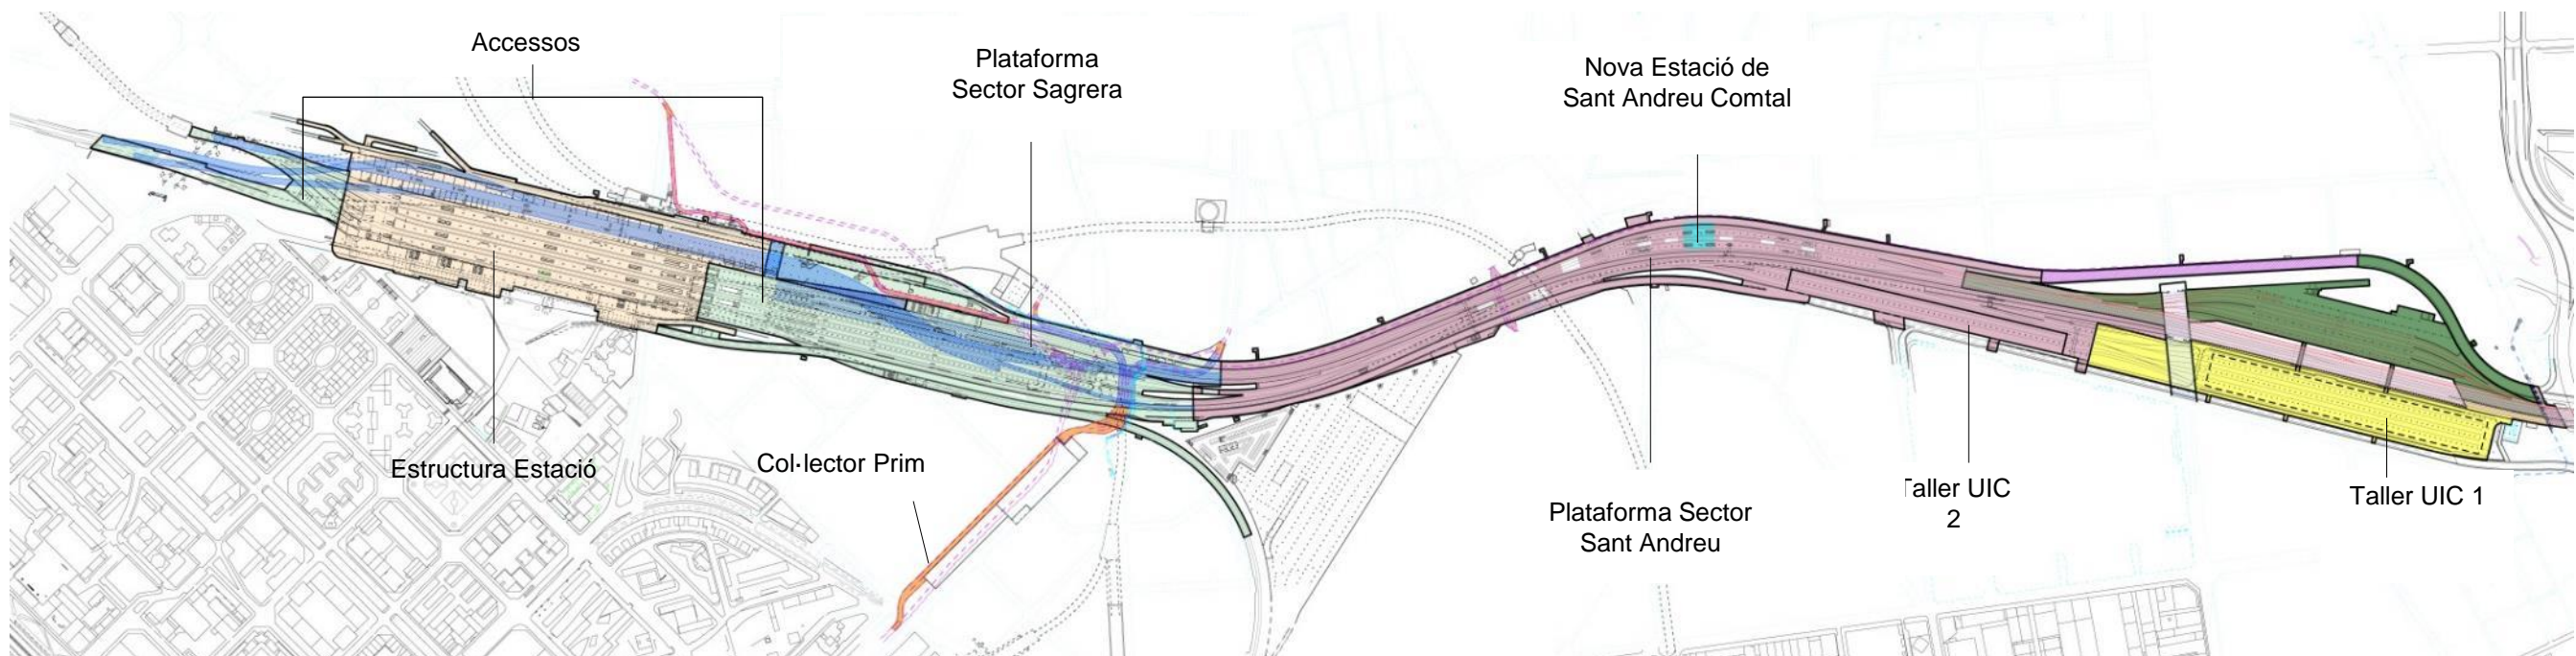 Accessos
Plataforma
Sector Sagrera
Nova Estació de
Sant Andreu Comtal
Estructura Estació
Col·lector Prim
Plataforma Sector
Sant Andreu
Taller UIC
2
Taller UIC 1